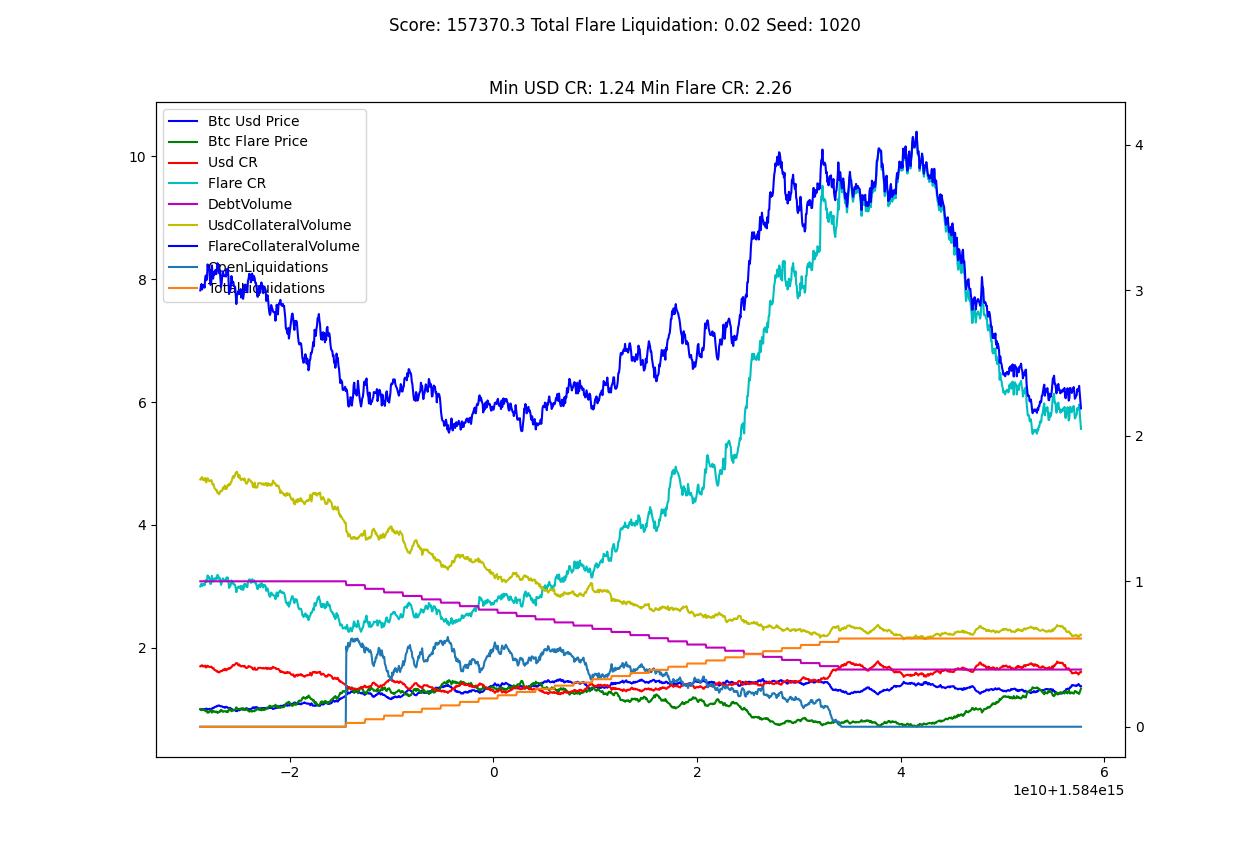 Score: 157370.3 Total Flare Liquidation: 0.02 Seed: 1020
Min USD CR: 1.24 Min Flare CR: 2.26
Btc Usd Price
Btc Flare Price
Usd CR
Flare CR
DebtVolume
UsdCollateralVolume
FlareCollateralVolume
OpenLiquidations
TotalLiquidations
10
8
6
4
2
4
3
2
1
0
−2
0
2
4
6
1e10+1.584e15